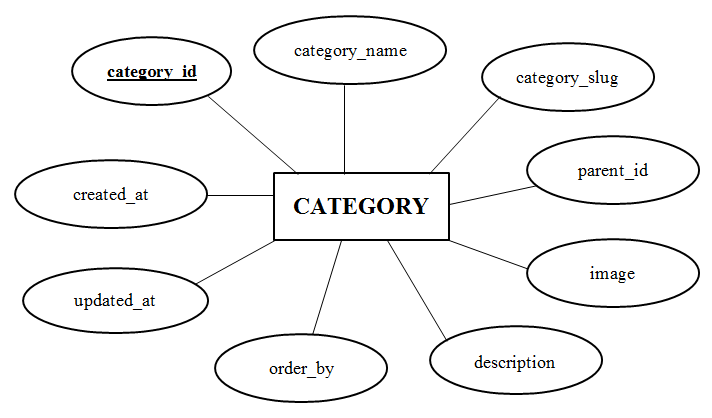 category_name
category_id
category_slug
parent_id
created_at
CATEGORY
image
updated_at
order_by
description